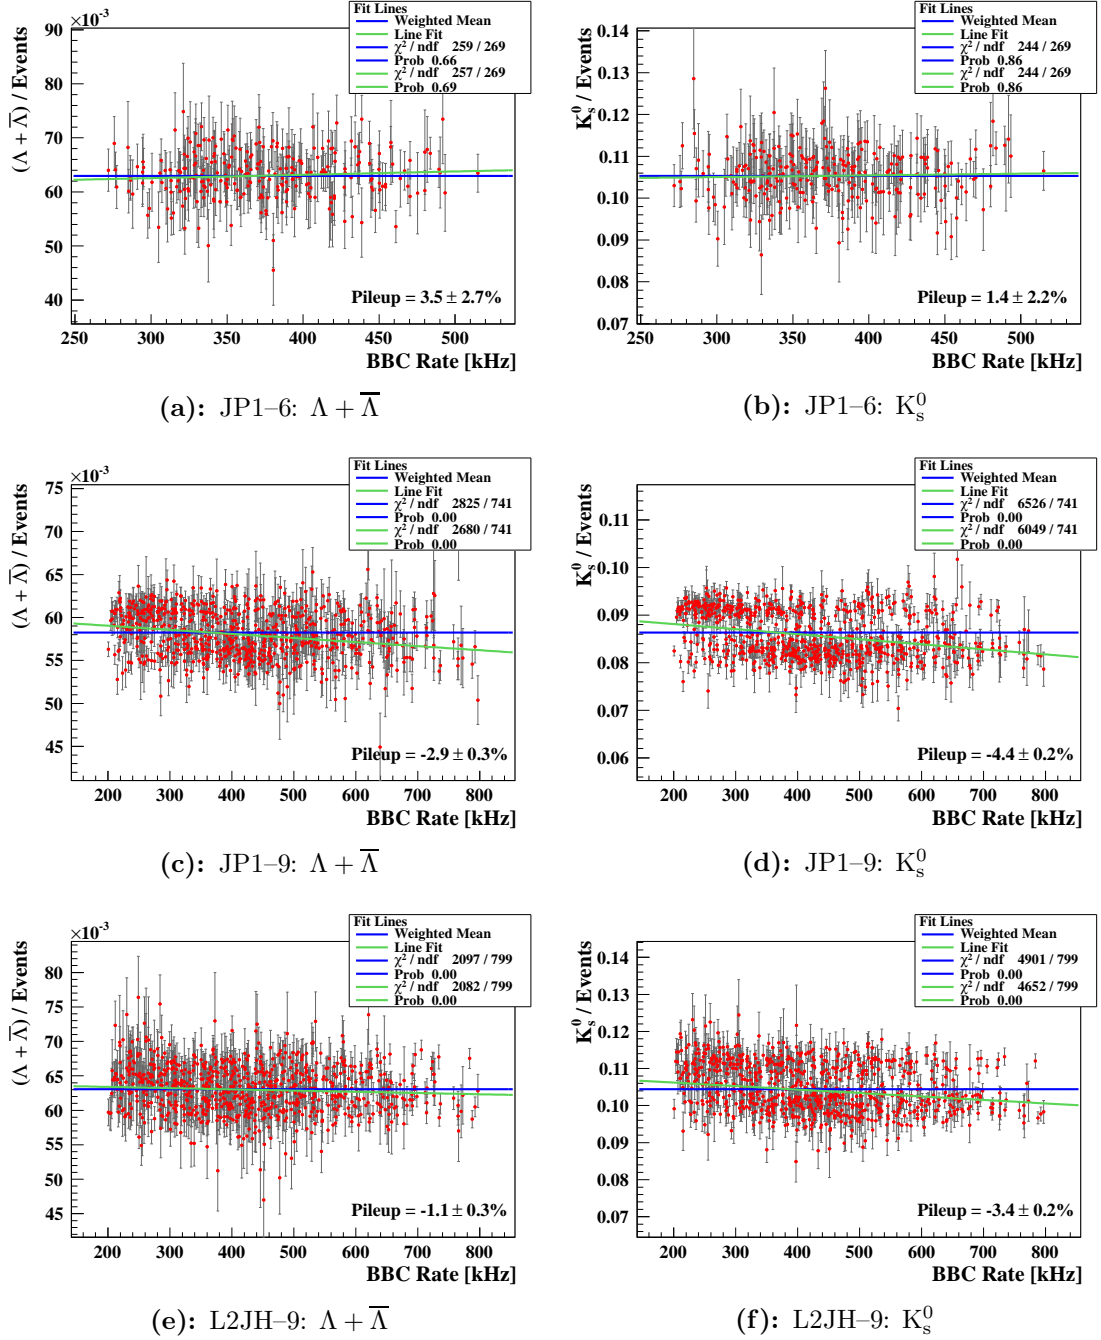 ×10⁻³
(Λ + Λ̅) / Events
90
80
70
60
50
40
250 300 350 400 450 500
BBC Rate [kHz]
Fit Lines
Weighted Mean
Line Fit
χ² / ndf 259 / 269
Prob 0.66
χ² / ndf 257 / 269
Prob 0.69
Pileup = 3.5 ± 2.7%
(a): JP1–6: Λ + Λ̅
K⁰ₛ / Events
0.14
0.13
0.12
0.11
0.10
0.09
0.08
0.07
250 300 350 400 450 500
BBC Rate [kHz]
Fit Lines
Weighted Mean
Line Fit
χ² / ndf 244 / 269
Prob 0.86
χ² / ndf 244 / 269
Prob 0.86
Pileup = 1.4 ± 2.2%
(b): JP1–6: K⁰ₛ
×10⁻³
(Λ + Λ̅) / Events
75
70
65
60
55
50
45
200 300 400 500 600 700 800
BBC Rate [kHz]
Fit Lines
Weighted Mean
Line Fit
χ² / ndf 2825 / 741
Prob 0.00
χ² / ndf 2680 / 741
Prob 0.00
Pileup = -2.9 ± 0.3%
(c): JP1–9: Λ + Λ̅
K⁰ₛ / Events
0.11
0.10
0.09
0.08
0.07
0.06
200 300 400 500 600 700 800
BBC Rate [kHz]
Fit Lines
Weighted Mean
Line Fit
χ² / ndf 6526 / 741
Prob 0.00
χ² / ndf 6049 / 741
Prob 0.00
Pileup = -4.4 ± 0.2%
(d): JP1–9: K⁰ₛ
×10⁻³
(Λ + Λ̅) / Events
80
75
70
65
60
55
50
45
200 300 400 500 600 700 800
BBC Rate [kHz]
Fit Lines
Weighted Mean
Line Fit
χ² / ndf 2097 / 799
Prob 0.00
χ² / ndf 2082 / 799
Prob 0.00
Pileup = -1.1 ± 0.3%
(e): L2JH–9: Λ + Λ̅
K⁰ₛ / Events
0.14
0.13
0.12
0.11
0.10
0.09
0.08
0.07
200 300 400 500 600 700 800
BBC Rate [kHz]
Fit Lines
Weighted Mean
Line Fit
χ² / ndf 4901 / 799
Prob 0.00
χ² / ndf 4652 / 799
Prob 0.00
Pileup = -3.4 ± 0.2%
(f): L2JH–9: K⁰ₛ